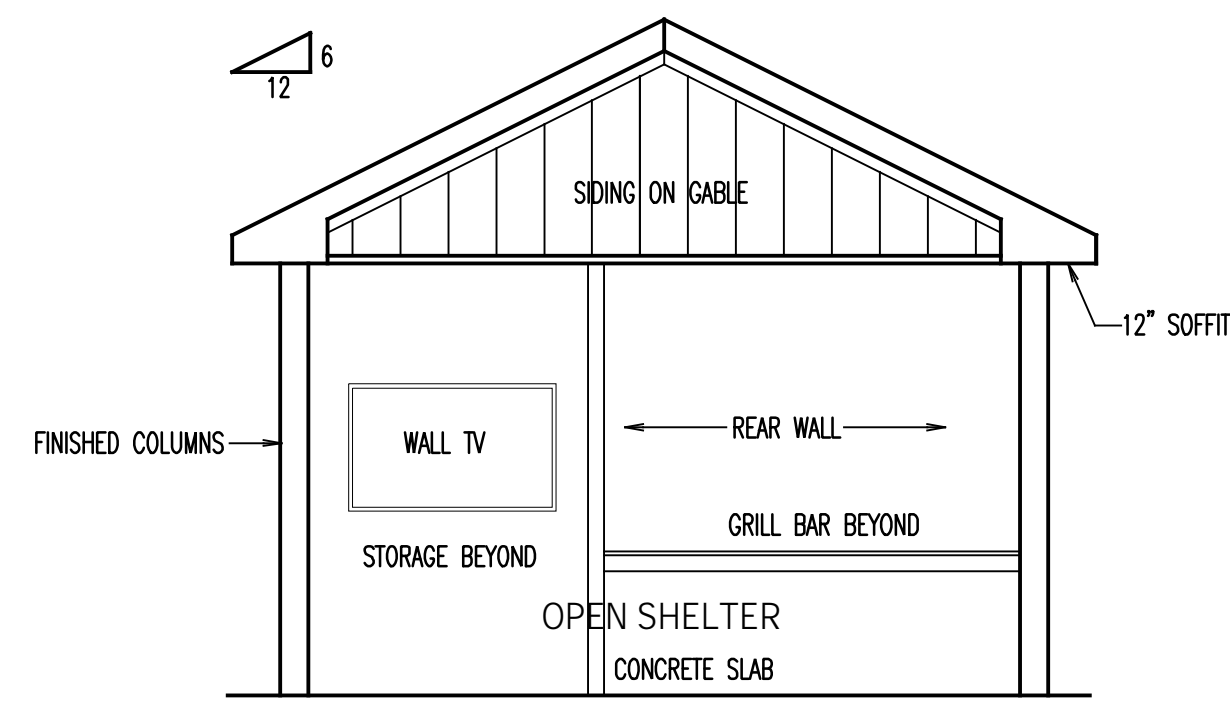 6
12
SIDING ON GABLE
12" SOFFIT
FINISHED COLUMNS
WALL TV
REAR WALL
GRILL BAR BEYOND
STORAGE BEYOND
OPEN SHELTER
CONCRETE SLAB